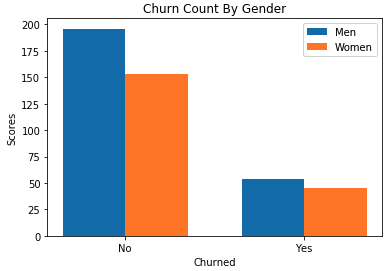 Churn Count By Gender
Men
Women
200
175
150
125
100
75
50
25
0
Scores
No
Yes
Churned